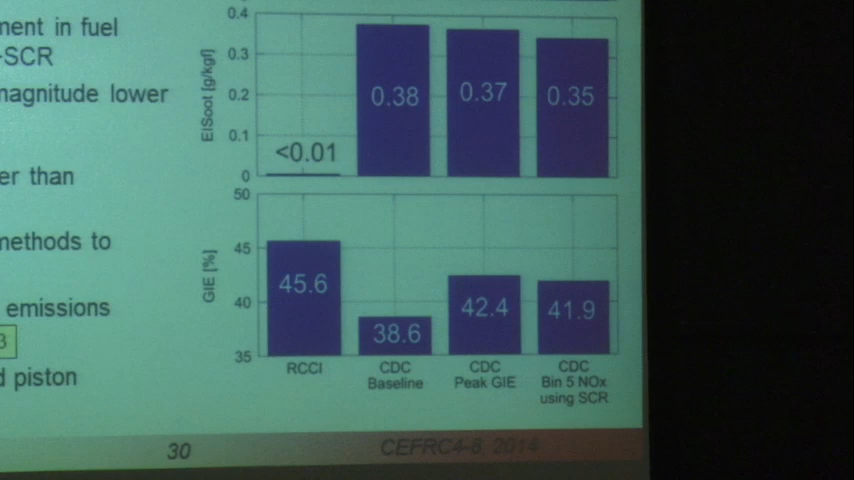 ment in fuel
-SCR
magnitude lower
er than
methods to
emissions
3
d piston
0.4
0.3
0.2
0.1
0
EISoot [g/kgf]
<0.01
0.38
0.37
0.35
50
45
40
35
GIE [%]
45.6
38.6
42.4
41.9
RCCI
CDC
Baseline
CDC
Peak GIE
CDC
Bin 5 NOx
using SCR
30
CEFRC4-6, 2014